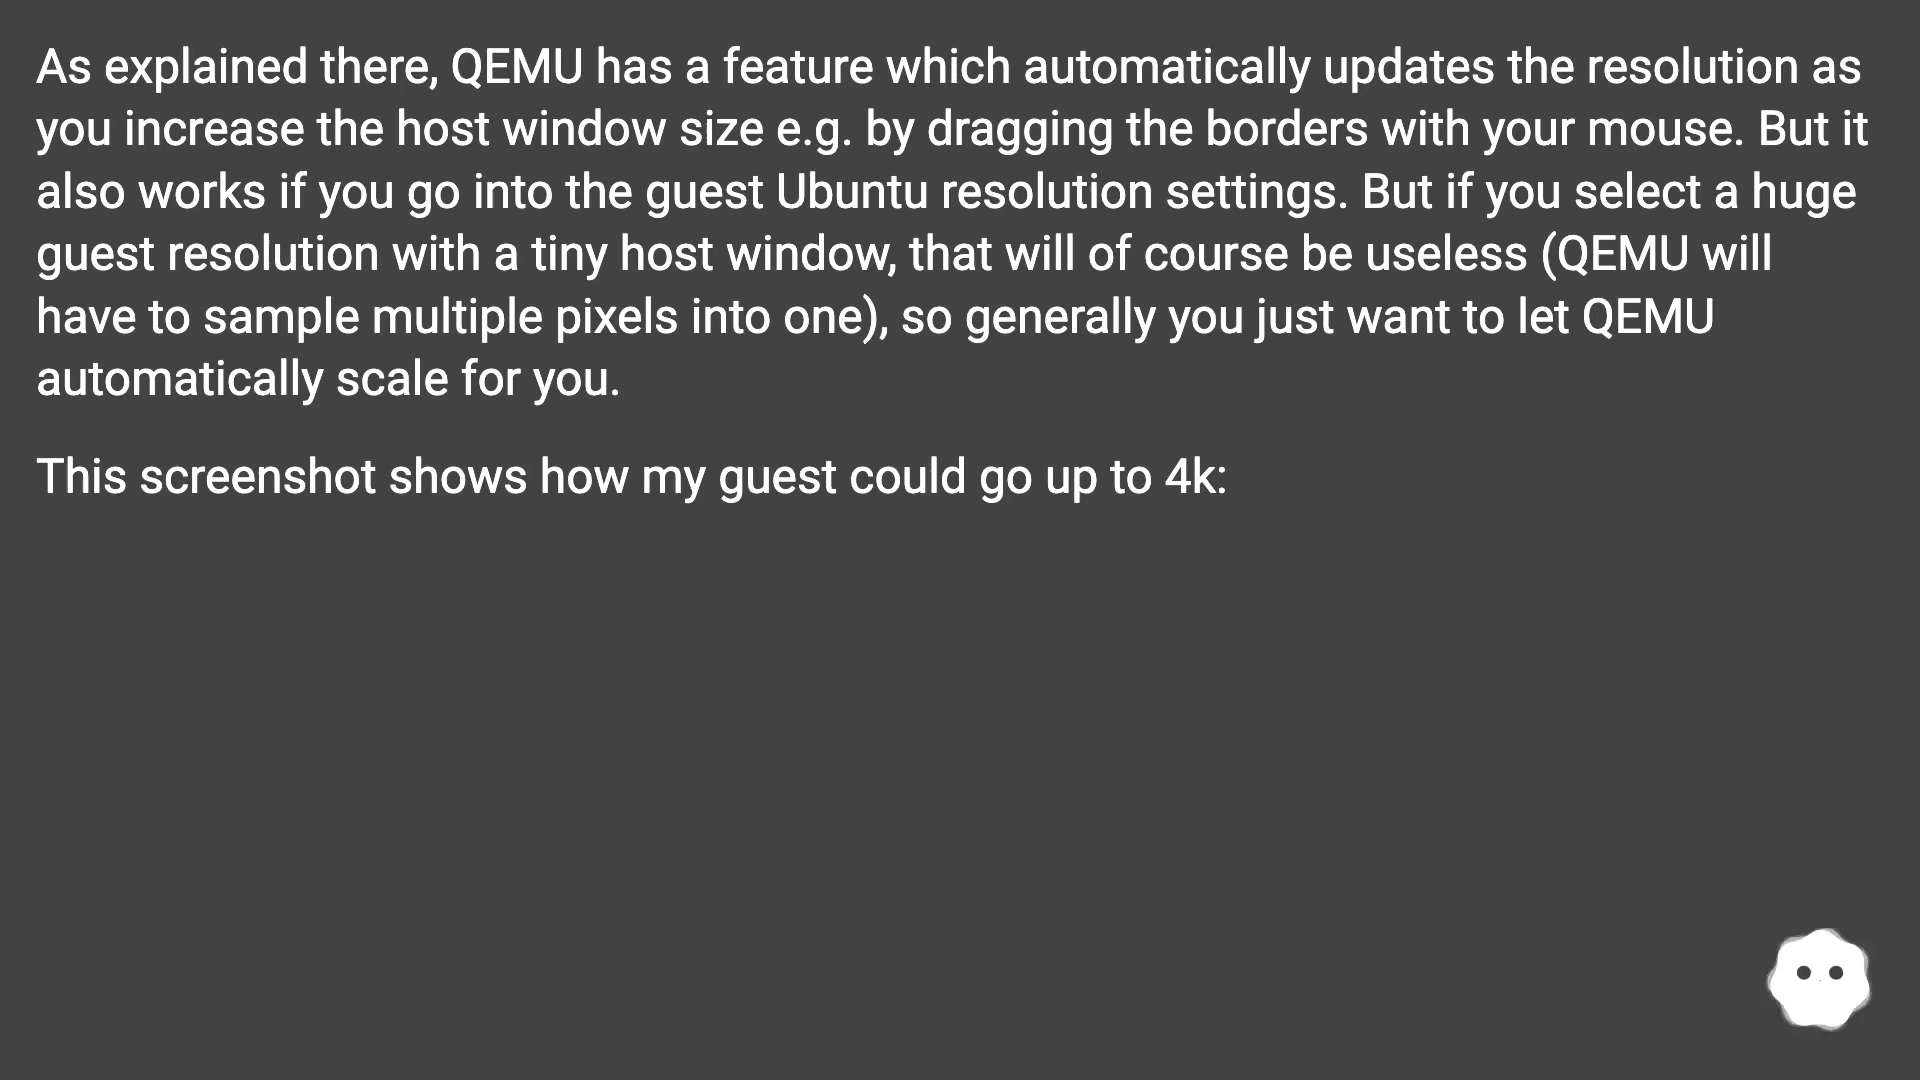 As explained there, QEMU has a feature which automatically updates the resolution as
you increase the host window size e.g. by dragging the borders with your mouse. But it
also works if you go into the guest Ubuntu resolution settings. But if you select a huge
guest resolution with a tiny host window, that will of course be useless (QEMU will
have to sample multiple pixels into one), so generally you just want to let QEMU
automatically scale for you.
This screenshot shows how my guest could go up to 4k: